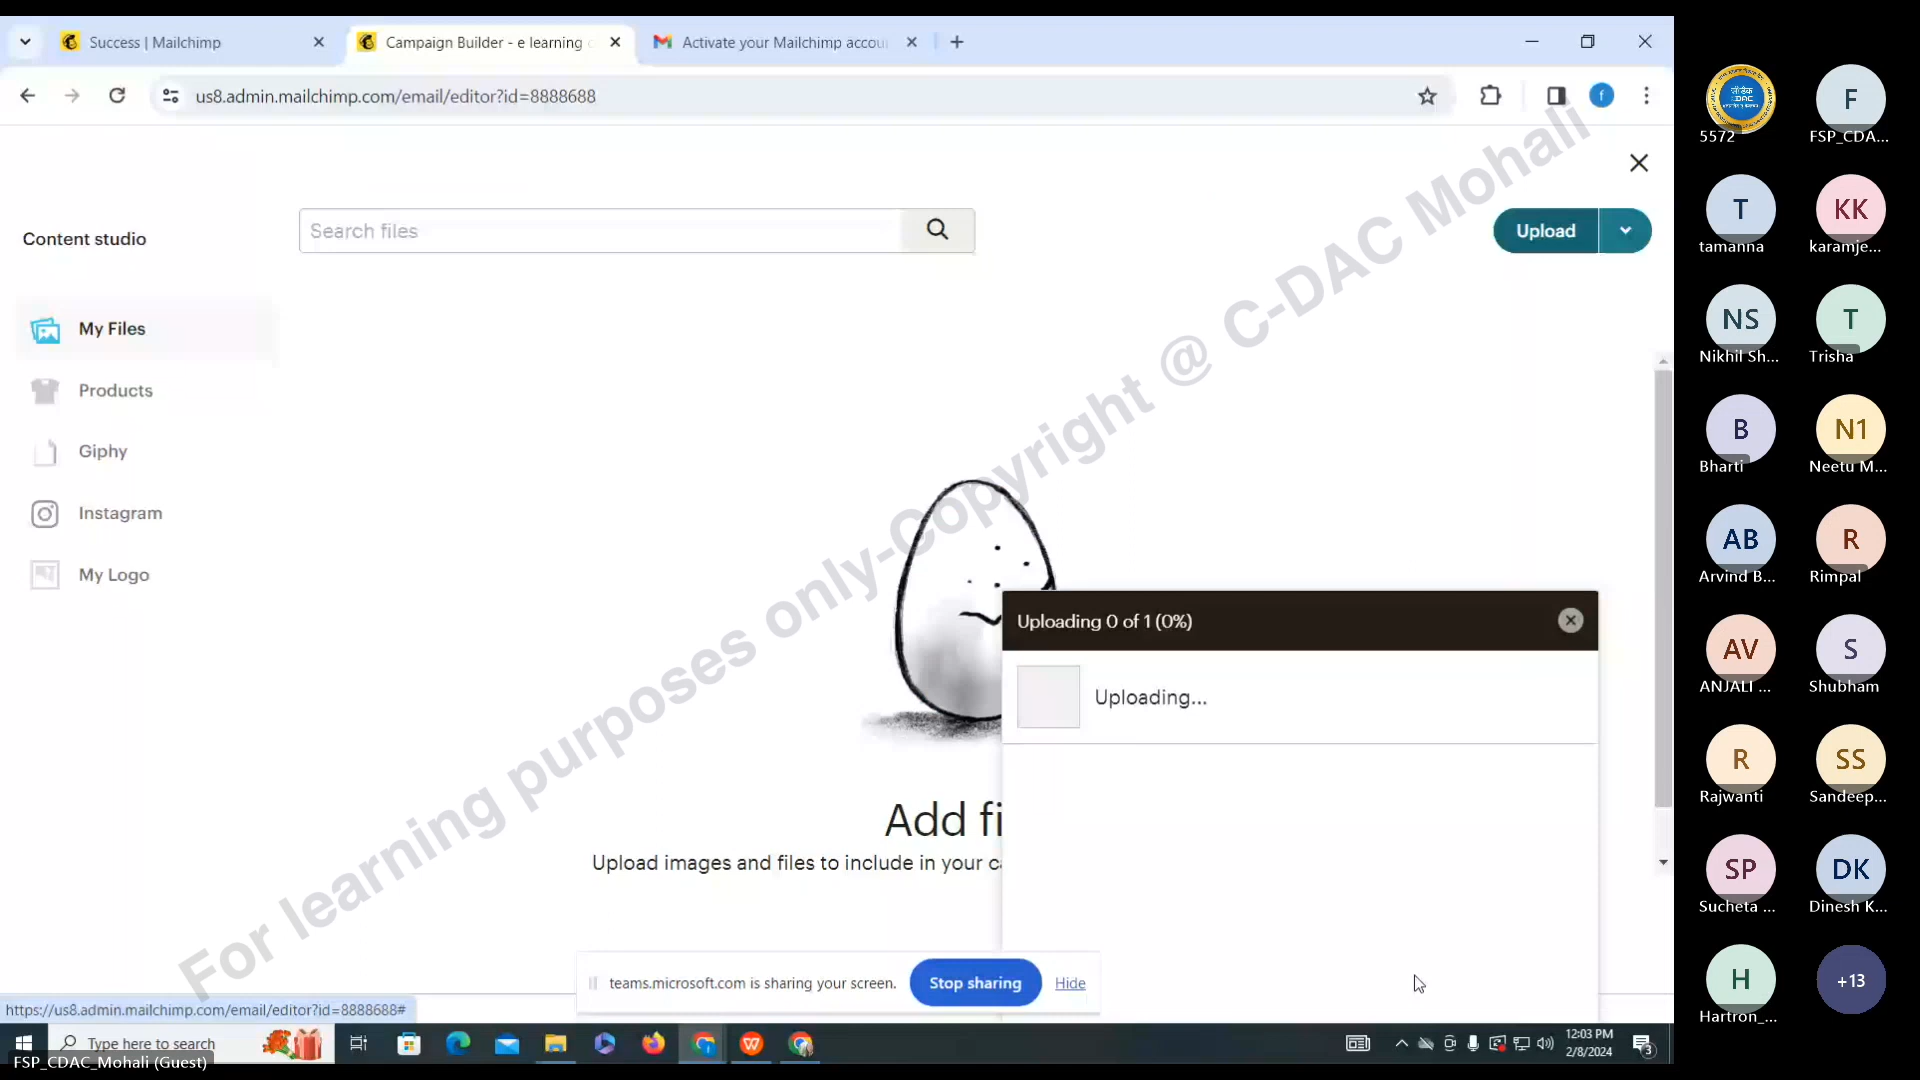 Success | Mailchimp
Campaign Builder - e learning
Activate your Mailchimp accou
us8.admin.mailchimp.com/email/editor?id=8888688
f
Content studio
Search files
Upload
My Files
Products
Giphy
Instagram
My Logo
For learning purposes only-Copyright @ C-DAC Mohali
Uploading 0 of 1 (0%)
Uploading...
Add fi
Upload images and files to include in your c
teams.microsoft.com is sharing your screen.
Stop sharing
Hide
https://us8.admin.mailchimp.com/email/editor?id=8888688#
Type here to search
12:03 PM
2/8/2024
3
FSP_CDAC_Mohali (Guest)
5572
F
FSP_CDA...
T
tamanna
KK
karamje...
NS
Nikhil Sh...
T
Trisha
B
Bharti
N1
Neetu M...
AB
Arvind B...
R
Rimpal
AV
ANJALI ...
S
Shubham
R
Rajwanti
SS
Sandeep...
SP
Sucheta ...
DK
Dinesh K...
H
Hartron_...
+13